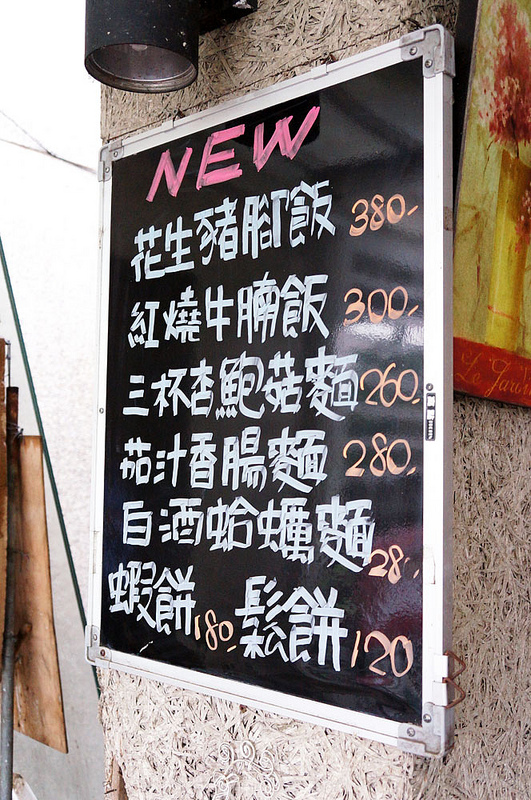 NEW
花生豬腳飯 380.-
紅燒牛腩飯 300.-
三杯杏鮑菇麵 260.
茄汁香腸麵 280.
白酒蛤蠣麵 28
蝦餅 180.- 鬆餅 120
Le Jard